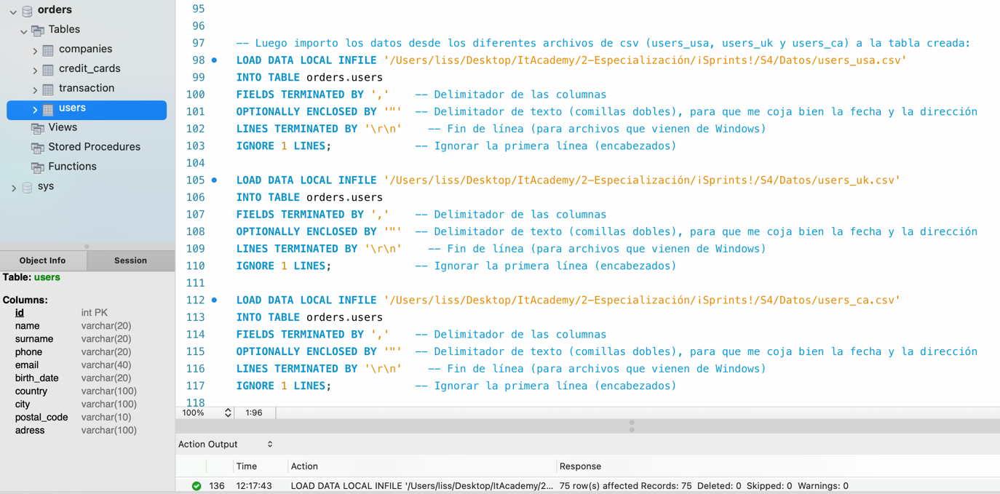 orders
Tables
companies
credit_cards
transaction
users
Views
Stored Procedures
Functions
sys
Object Info Session
Table: users
Columns:
id int PK
name varchar(20)
surname varchar(20)
phone varchar(20)
email varchar(40)
birth_date varchar(20)
country varchar(100)
city varchar(100)
postal_code varchar(10)
adress varchar(100)
95
96
97 -- Luego importo los datos desde los diferentes archivos de csv (users_usa, users_uk y users_ca) a la tabla creada:
98 LOAD DATA LOCAL INFILE '/Users/liss/Desktop/ItAcademy/2-Especialización/¡Sprints!/S4/Datos/users_usa.csv'
99 INTO TABLE orders.users
100 FIELDS TERMINATED BY ',' -- Delimitador de las columnas
101 OPTIONALLY ENCLOSED BY '"' -- Delimitador de texto (comillas dobles), para que me coja bien la fecha y la dirección
102 LINES TERMINATED BY '\r\n' -- Fin de línea (para archivos que vienen de Windows)
103 IGNORE 1 LINES; -- Ignorar la primera línea (encabezados)
104
105 LOAD DATA LOCAL INFILE '/Users/liss/Desktop/ItAcademy/2-Especialización/¡Sprints!/S4/Datos/users_uk.csv'
106 INTO TABLE orders.users
107 FIELDS TERMINATED BY ',' -- Delimitador de las columnas
108 OPTIONALLY ENCLOSED BY '"' -- Delimitador de texto (comillas dobles), para que me coja bien la fecha y la dirección
109 LINES TERMINATED BY '\r\n' -- Fin de línea (para archivos que vienen de Windows)
110 IGNORE 1 LINES; -- Ignorar la primera línea (encabezados)
111
112 LOAD DATA LOCAL INFILE '/Users/liss/Desktop/ItAcademy/2-Especialización/¡Sprints!/S4/Datos/users_ca.csv'
113 INTO TABLE orders.users
114 FIELDS TERMINATED BY ',' -- Delimitador de las columnas
115 OPTIONALLY ENCLOSED BY '"' -- Delimitador de texto (comillas dobles), para que me coja bien la fecha y la dirección
116 LINES TERMINATED BY '\r\n' -- Fin de línea (para archivos que vienen de Windows)
117 IGNORE 1 LINES; -- Ignorar la primera línea (encabezados)
118
100% 1:96
Action Output
Time Action Response
136 12:17:43 LOAD DATA LOCAL INFILE '/Users/liss/Desktop/ItAcademy/2... 75 row(s) affected Records: 75 Deleted: 0 Skipped: 0 Warnings: 0